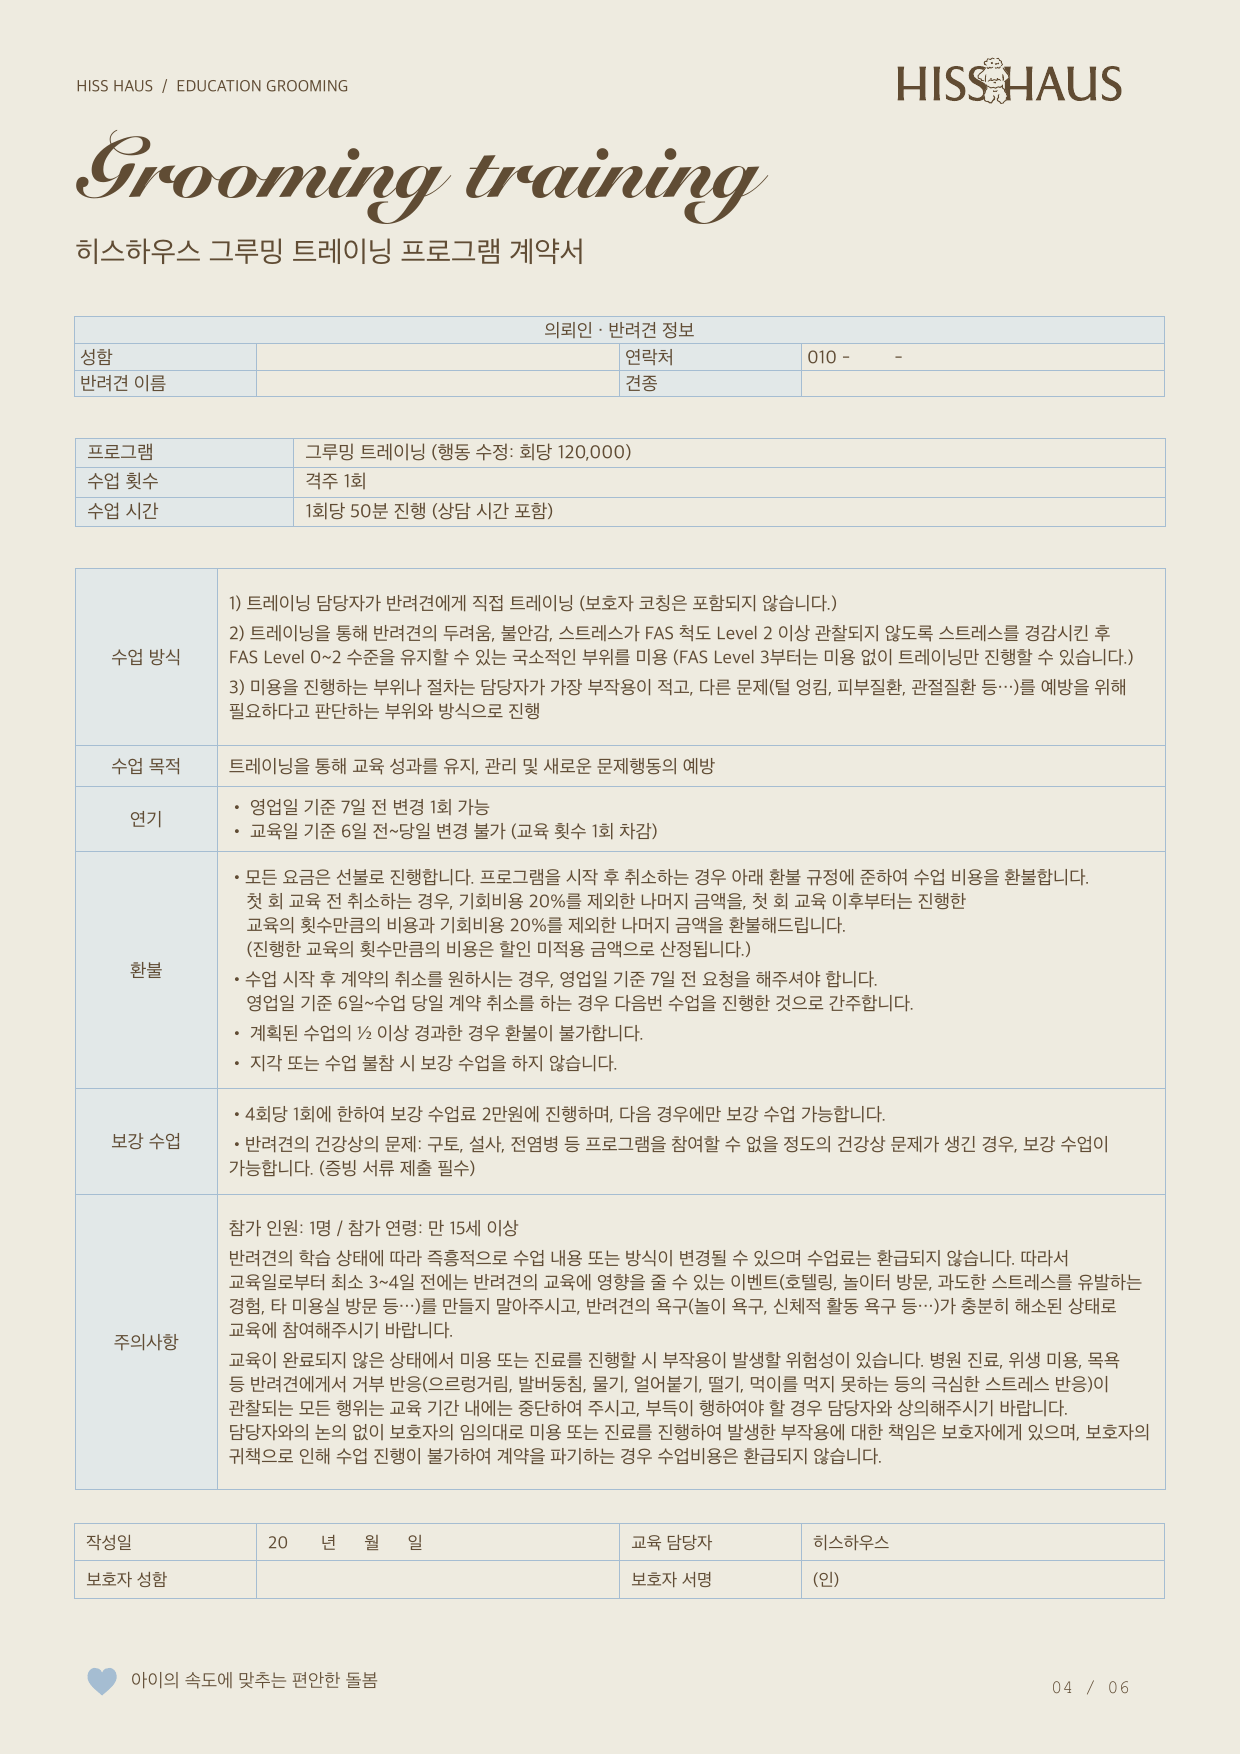 HISS HAUS / EDUCATION GROOMING
HISS HAUS
Grooming training
히스하우스 그루밍 트레이닝 프로그램 계약서
의뢰인 · 반려견 정보
성함 연락처 010 - -
반려견 이름 견종
프로그램 그루밍 트레이닝 (행동 수정: 회당 120,000)
수업 횟수 격주 1회
수업 시간 1회당 50분 진행 (상담 시간 포함)
수업 방식
1) 트레이닝 담당자가 반려견에게 직접 트레이닝 (보호자 코칭은 포함되지 않습니다.)
2) 트레이닝을 통해 반려견의 두려움, 불안감, 스트레스가 FAS 척도 Level 2 이상 관찰되지 않도록 스트레스를 경감시킨 후
FAS Level 0~2 수준을 유지할 수 있는 국소적인 부위를 미용 (FAS Level 3부터는 미용 없이 트레이닝만 진행할 수 있습니다.)
3) 미용을 진행하는 부위나 절차는 담당자가 가장 부작용이 적고, 다른 문제(털 엉킴, 피부질환, 관절질환 등…)를 예방을 위해
필요하다고 판단하는 부위와 방식으로 진행
수업 목적 트레이닝을 통해 교육 성과를 유지, 관리 및 새로운 문제행동의 예방
연기
• 영업일 기준 7일 전 변경 1회 가능
• 교육일 기준 6일 전~당일 변경 불가 (교육 횟수 1회 차감)
환불
• 모든 요금은 선불로 진행합니다. 프로그램을 시작 후 취소하는 경우 아래 환불 규정에 준하여 수업 비용을 환불합니다.
첫 회 교육 전 취소하는 경우, 기회비용 20%를 제외한 나머지 금액을, 첫 회 교육 이후부터는 진행한
교육의 횟수만큼의 비용과 기회비용 20%를 제외한 나머지 금액을 환불해드립니다.
(진행한 교육의 횟수만큼의 비용은 할인 미적용 금액으로 산정됩니다.)
• 수업 시작 후 계약의 취소를 원하시는 경우, 영업일 기준 7일 전 요청을 해주셔야 합니다.
영업일 기준 6일~수업 당일 계약 취소를 하는 경우 다음번 수업을 진행한 것으로 간주합니다.
• 계획된 수업의 ½ 이상 경과한 경우 환불이 불가합니다.
• 지각 또는 수업 불참 시 보강 수업을 하지 않습니다.
보강 수업
• 4회당 1회에 한하여 보강 수업료 2만원에 진행하며, 다음 경우에만 보강 수업 가능합니다.
• 반려견의 건강상의 문제: 구토, 설사, 전염병 등 프로그램을 참여할 수 없을 정도의 건강상 문제가 생긴 경우, 보강 수업이
가능합니다. (증빙 서류 제출 필수)
주의사항
참가 인원: 1명 / 참가 연령: 만 15세 이상
반려견의 학습 상태에 따라 즉흥적으로 수업 내용 또는 방식이 변경될 수 있으며 수업료는 환급되지 않습니다. 따라서
교육일로부터 최소 3~4일 전에는 반려견의 교육에 영향을 줄 수 있는 이벤트(호텔링, 놀이터 방문, 과도한 스트레스를 유발하는
경험, 타 미용실 방문 등…)를 만들지 말아주시고, 반려견의 욕구(놀이 욕구, 신체적 활동 욕구 등…)가 충분히 해소된 상태로
교육에 참여해주시기 바랍니다.
교육이 완료되지 않은 상태에서 미용 또는 진료를 진행할 시 부작용이 발생할 위험성이 있습니다. 병원 진료, 위생 미용, 목욕
등 반려견에게서 거부 반응(으르렁거림, 발버둥침, 물기, 얼어붙기, 떨기, 먹이를 먹지 못하는 등의 극심한 스트레스 반응)이
관찰되는 모든 행위는 교육 기간 내에는 중단하여 주시고, 부득이 행하여야 할 경우 담당자와 상의해주시기 바랍니다.
담당자와의 논의 없이 보호자의 임의대로 미용 또는 진료를 진행하여 발생한 부작용에 대한 책임은 보호자에게 있으며, 보호자의
귀책으로 인해 수업 진행이 불가하여 계약을 파기하는 경우 수업비용은 환급되지 않습니다.
작성일 20 년 월 일 교육 담당자 히스하우스
보호자 성함 보호자 서명 (인)
아이의 속도에 맞추는 편안한 돌봄
04 / 06